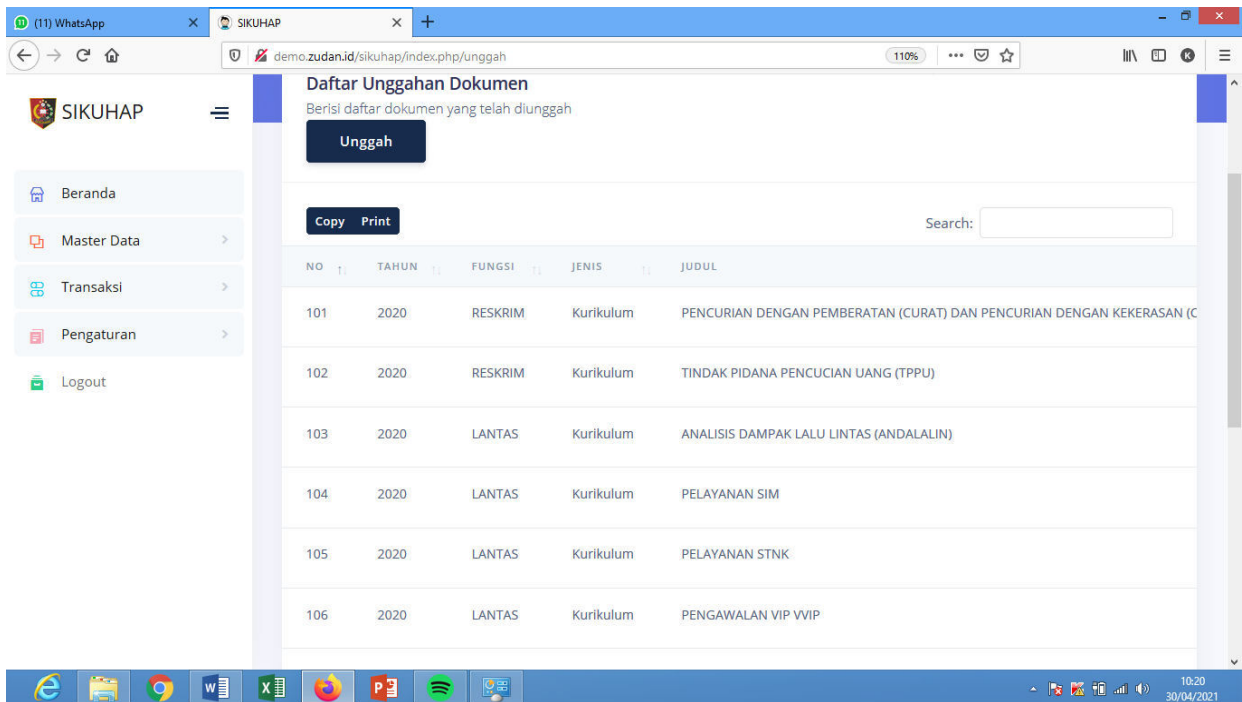 (11) WhatsApp
SIKUHAP
demo.zudan.id/sikuhap/index.php/unggah
110%
K
SIKUHAP
Daftar Unggahan Dokumen
Berisi daftar dokumen yang telah diunggah
Unggah
Beranda
Master Data
Transaksi
Pengaturan
Logout
Copy Print
Search:
NO TAHUN FUNGSI JENIS JUDUL
101 2020 RESKRIM Kurikulum PENCURIAN DENGAN PEMBERATAN (CURAT) DAN PENCURIAN DENGAN KEKERASAN (C
102 2020 RESKRIM Kurikulum TINDAK PIDANA PENCUCIAN UANG (TPPU)
103 2020 LANTAS Kurikulum ANALISIS DAMPAK LALU LINTAS (ANDALALIN)
104 2020 LANTAS Kurikulum PELAYANAN SIM
105 2020 LANTAS Kurikulum PELAYANAN STNK
106 2020 LANTAS Kurikulum PENGAWALAN VIP VVIP
10:20
30/04/2021